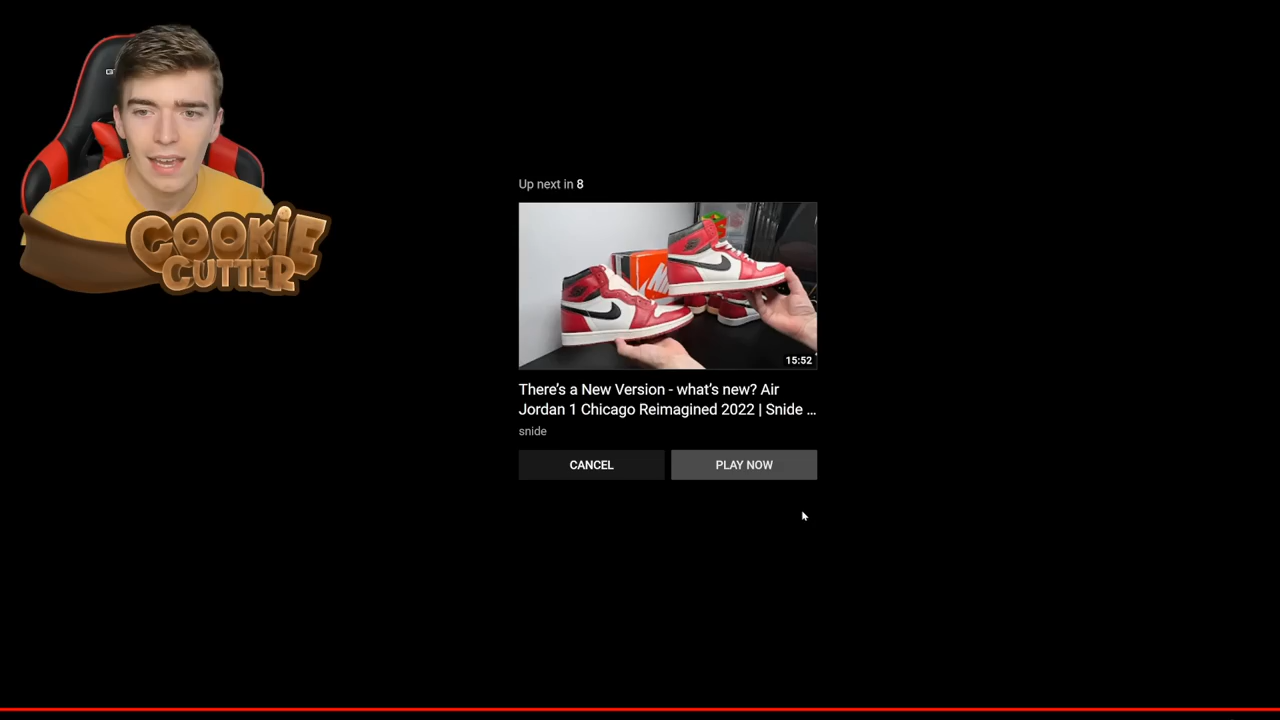 COOKIE
CUTTER
Up next in 8
15:52
There's a New Version - what's new? Air
Jordan 1 Chicago Reimagined 2022 | Snide ...
snide
CANCEL
PLAY NOW